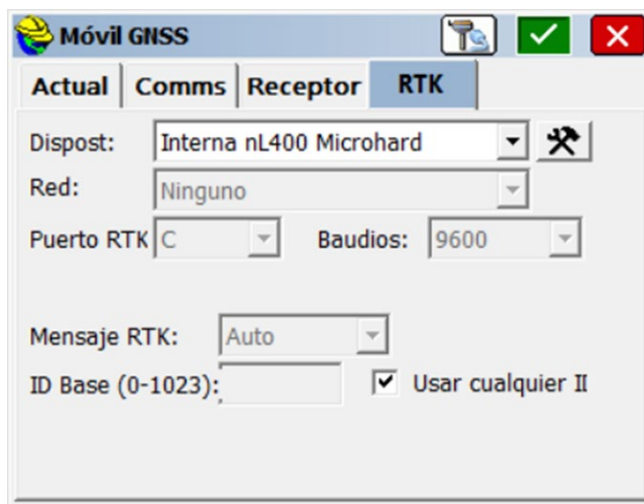 Móvil GNSS
Actual Comms Receptor RTK
Dispost: Interna nL400 Microhard
Red: Ninguno
Puerto RTK C Baudios: 9600
Mensaje RTK: Auto
ID Base (0-1023): Usar cualquier II